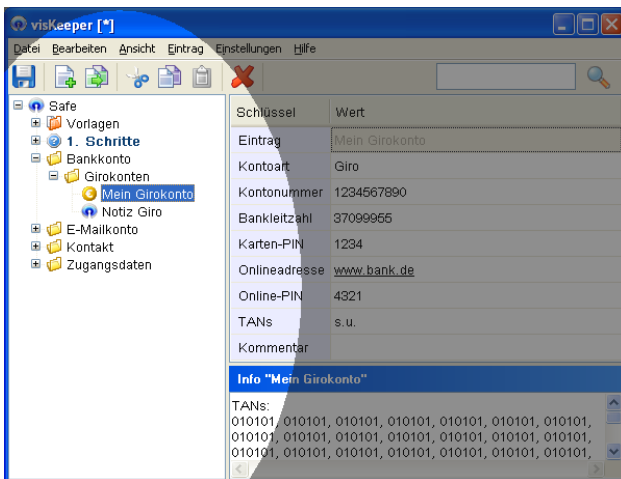 visKeeper [*]
Datei Bearbeiten Ansicht Eintrag Einstellungen Hilfe
Safe
Vorlagen
1. Schritte
Bankkonto
Girokonten
Mein Girokonto
Notiz Giro
E-Mailkonto
Kontakt
Zugangsdaten
Schlüssel Wert
Eintrag Mein Girokonto
Kontoart Giro
Kontonummer 1234567890
Bankleitzahl 37099955
Karten-PIN 1234
Onlineadresse www.bank.de
Online-PIN 4321
TANs s.u.
Kommentar
Info "Mein Girokonto"
TANs:
010101, 010101, 010101, 010101, 010101, 010101, 010101,
010101, 010101, 010101, 010101, 010101, 010101, 010101,
010101, 010101, 010101, 010101, 010101, 010101, 010101,